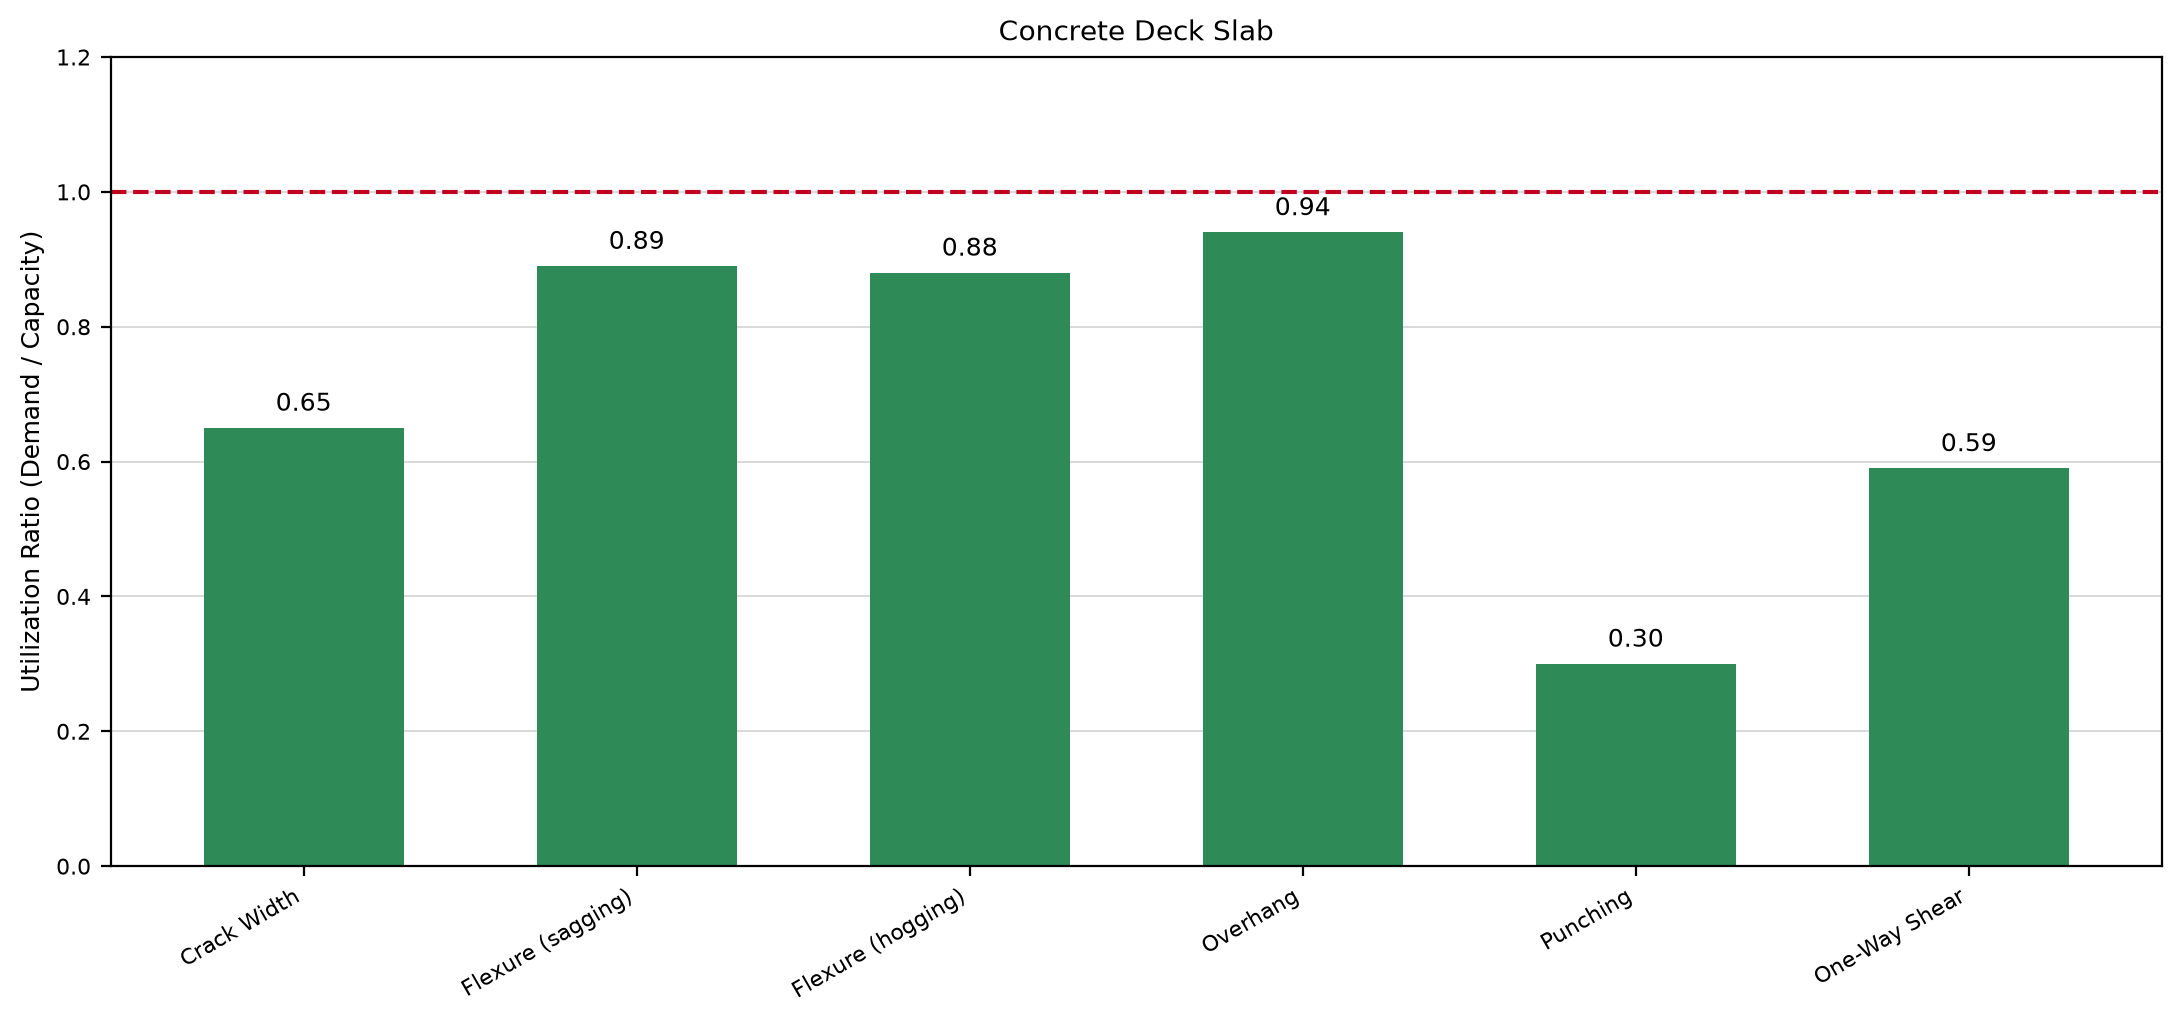 Concrete Deck Slab
Utilization Ratio (Demand / Capacity)
1.2
1.0
0.8
0.6
0.4
0.2
0.0
0.65
0.89
0.88
0.94
0.30
0.59
Crack Width
Flexure (sagging)
Flexure (hogging)
Overhang
Punching
One-Way Shear